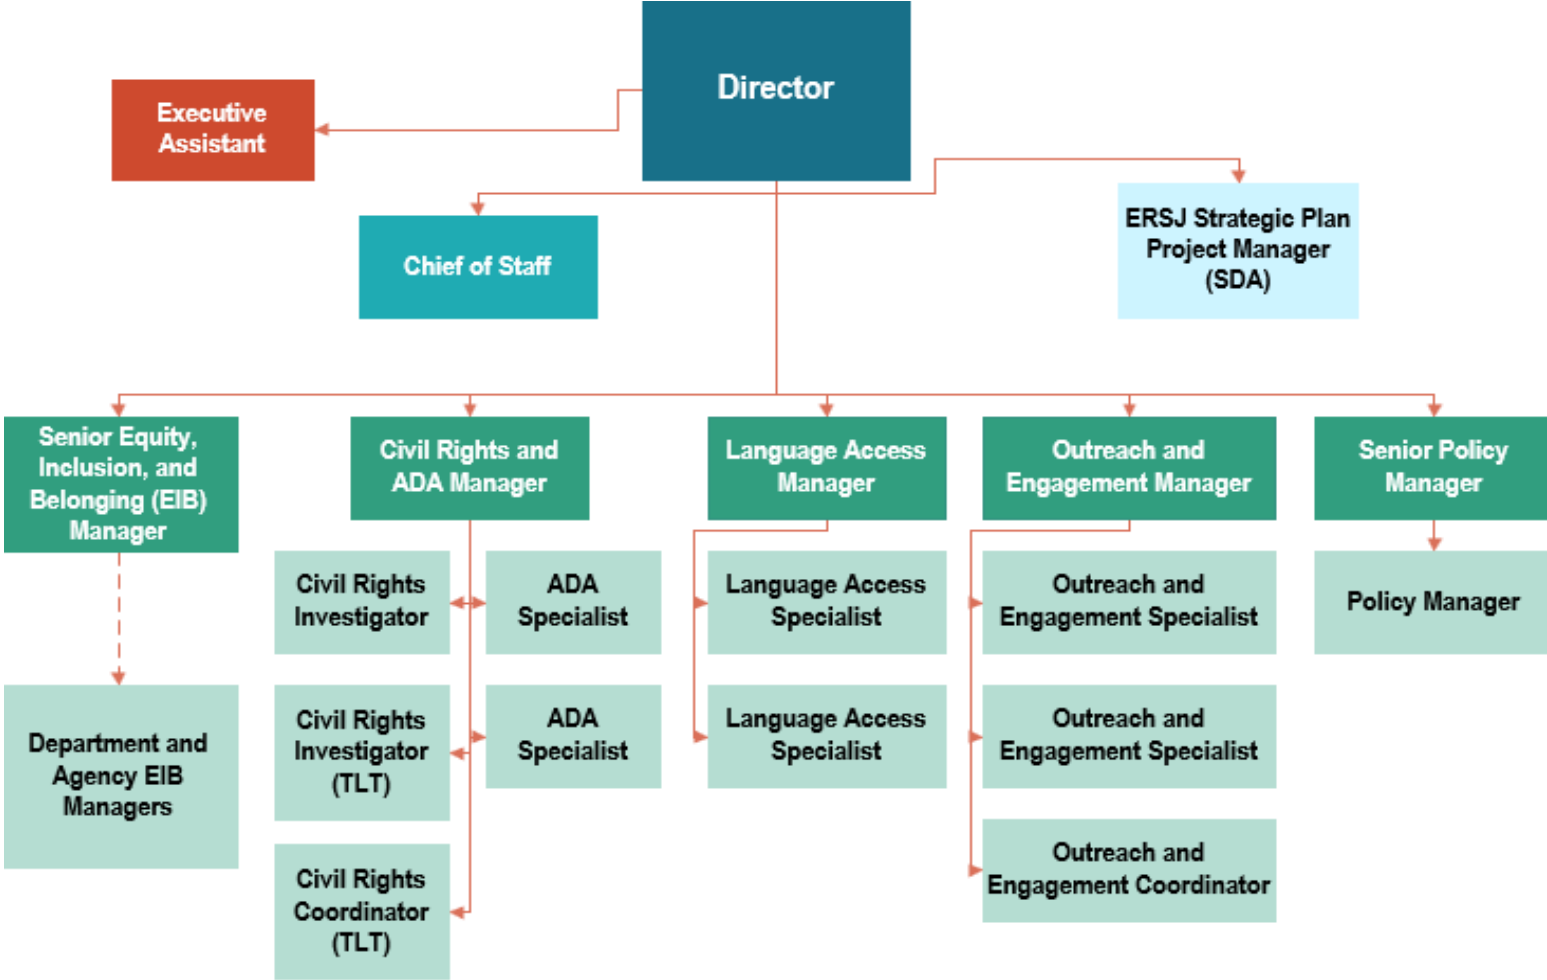 Director
Executive
Assistant
ERSJ Strategic Plan
Project Manager
(SDA)
Chief of Staff
Senior Equity,
Inclusion, and
Belonging (EIB)
Manager
Civil Rights and
ADA Manager
Language Access
Manager
Outreach and
Engagement Manager
Senior Policy
Manager
Civil Rights
Investigator
ADA
Specialist
Language Access
Specialist
Outreach and
Engagement Specialist
Policy Manager
Department and
Agency EIB
Managers
Civil Rights
Investigator
(TLT)
ADA
Specialist
Language Access
Specialist
Outreach and
Engagement Specialist
Civil Rights
Coordinator
(TLT)
Outreach and
Engagement Coordinator